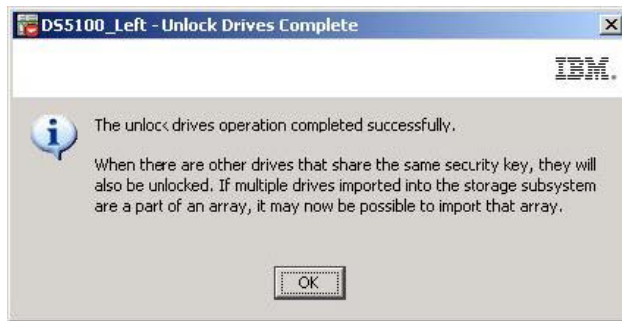 DS5100_Left - Unlock Drives Complete
IBM.
The unlock drives operation completed successfully.
When there are other drives that share the same security key, they will
also be unlocked. If multiple drives imported into the storage subsystem
are a part of an array, it may now be possible to import that array.
OK